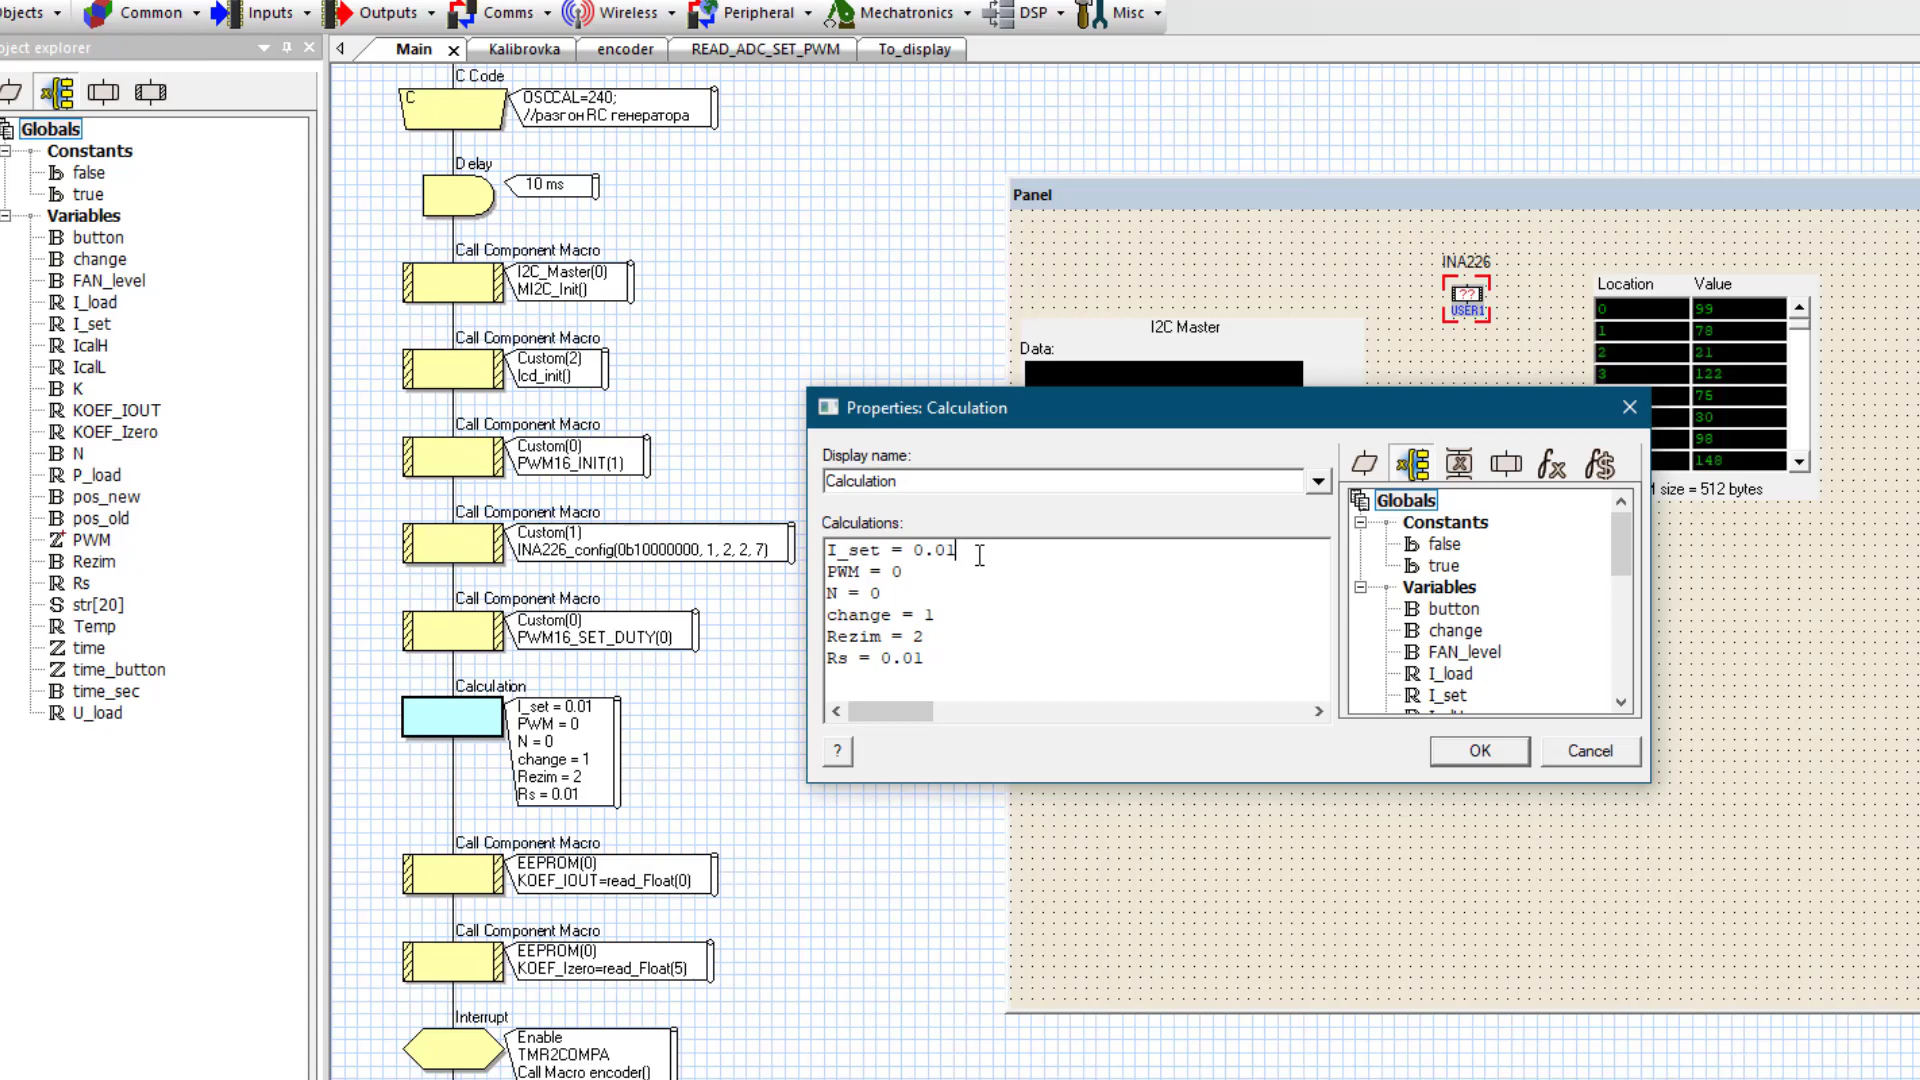 bjects
Common
Inputs
Outputs
Comms
Wireless
Peripheral
Mechatronics
DSP
Misc
oject explorer
Main
Kalibrovka
encoder
READ_ADC_SET_PWM
To_display
Globals
Constants
false
true
Variables
button
change
FAN_level
I_load
I_set
IcalH
IcalL
K
KOEF_IOUT
KOEF_Izero
N
P_load
pos_new
pos_old
PWM
Rezim
Rs
str[20]
Temp
time
time_button
time_sec
U_load
C Code
C
OSCCAL=240;
//разгон RC генератора
Delay
10 ms
Call Component Macro
I2C_Master(0)
MI2C_Init()
Call Component Macro
Custom(2)
lcd_init()
Call Component Macro
Custom(0)
PWM16_INIT(1)
Call Component Macro
Custom(1)
INA226_config(0b10000000, 1, 2, 2, 7)
Call Component Macro
Custom(0)
PWM16_SET_DUTY(0)
Calculation
I_set = 0.01
PWM = 0
N = 0
change = 1
Rezim = 2
Rs = 0.01
Call Component Macro
EEPROM(0)
KOEF_IOUT=read_Float(0)
Call Component Macro
EEPROM(0)
KOEF_Izero=read_Float(5)
Interrupt
Enable
TMR2COMPA
Call Macro encoder()
Panel
I2C Master
Data:
INA226
??
USER1
Location Value
0 99
1 78
2 21
3 122
75
30
98
148
size = 512 bytes
Properties: Calculation
Display name:
Calculation
Calculations:
I_set = 0.01
PWM = 0
N = 0
change = 1
Rezim = 2
Rs = 0.01
?
Globals
Constants
false
true
Variables
button
change
FAN_level
I_load
I_set
OK
Cancel